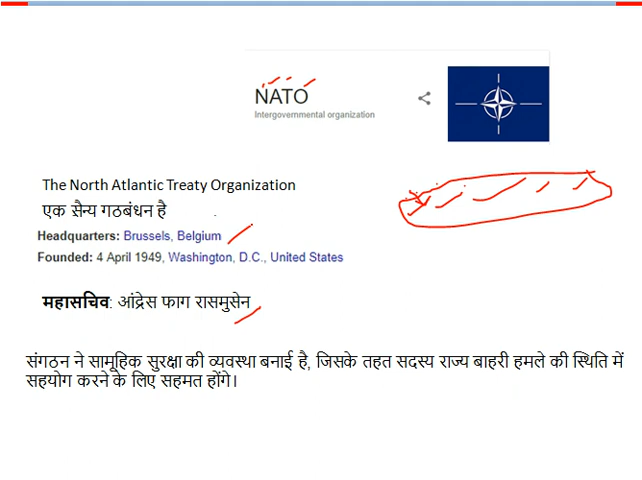 NATO
Intergovernmental organization
The North Atlantic Treaty Organization
एक सैन्य गठबंधन है
Headquarters: Brussels, Belgium
Founded: 4 April 1949, Washington, D.C., United States
महासचिव: आंद्रेस फाग रासमुसेन
संगठन ने सामूहिक सुरक्षा की व्यवस्था बनाई है, जिसके तहत सदस्य राज्य बाहरी हमले की स्थिति में
सहयोग करने के लिए सहमत होंगे।